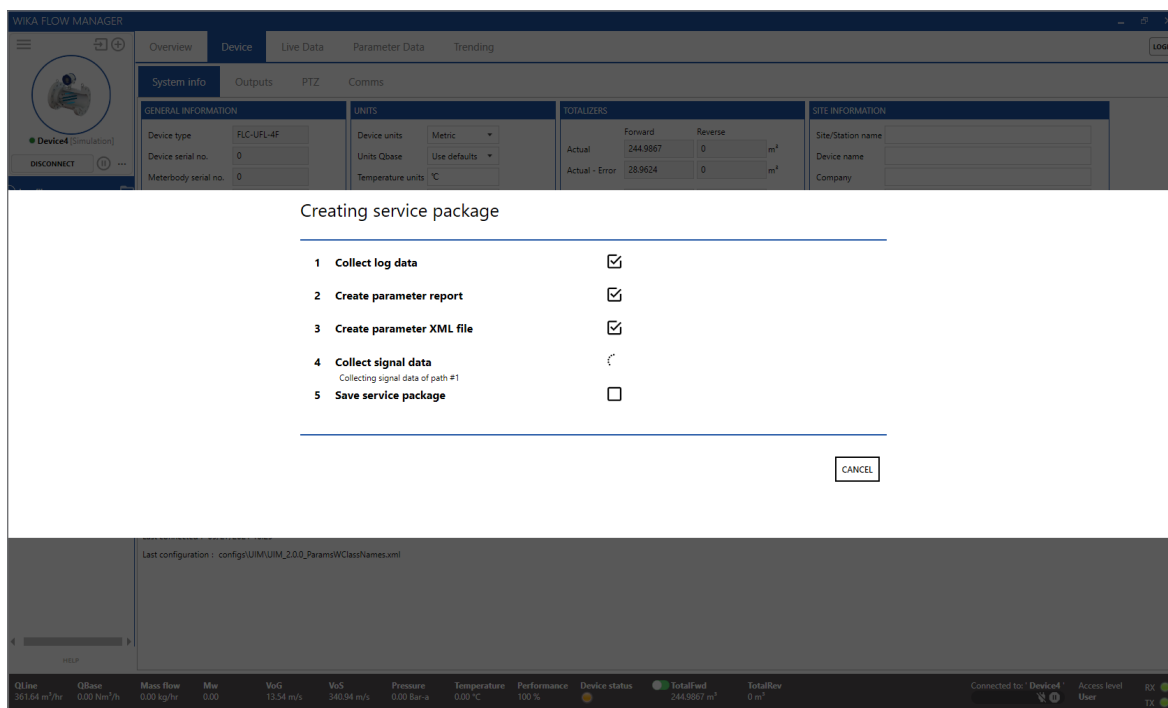 WIKA FLOW MANAGER
Overview Device Live Data Parameter Data Trending
System info Outputs PTZ Comms
GENERAL INFORMATION UNITS TOTALIZERS SITE INFORMATION
Device type FLC-UFL-4F Device units Metric Forward Reverse Site/Station name
Device4 [Simulation] Actual 244.9867 0 m³
DISCONNECT Device serial no. 0 Units Qbase Use defaults Device name
Meterbody serial no. 0 Temperature units °C Actual - Error 28.9624 0 m³ Company
Creating service package
1 Collect log data
2 Create parameter report
3 Create parameter XML file
4 Collect signal data
Collecting signal data of path #1
5 Save service package
CANCEL
Last configuration : configs\UIM\UIM_2.0.0_ParamsWClassNames.xml
HELP
QLine QBase Mass flow Mw VoG VoS Pressure Temperature Performance Device status TotalFwd TotalRev Connected to: ' Device4 ' Access level RX
361.64 m³/hr 0.00 Nm³/h 0.00 kg/hr 0.00 13.54 m/s 340.94 m/s 0.00 Bar-a 0.00 °C 100 % 244.9867 m³ 0 m³ User TX